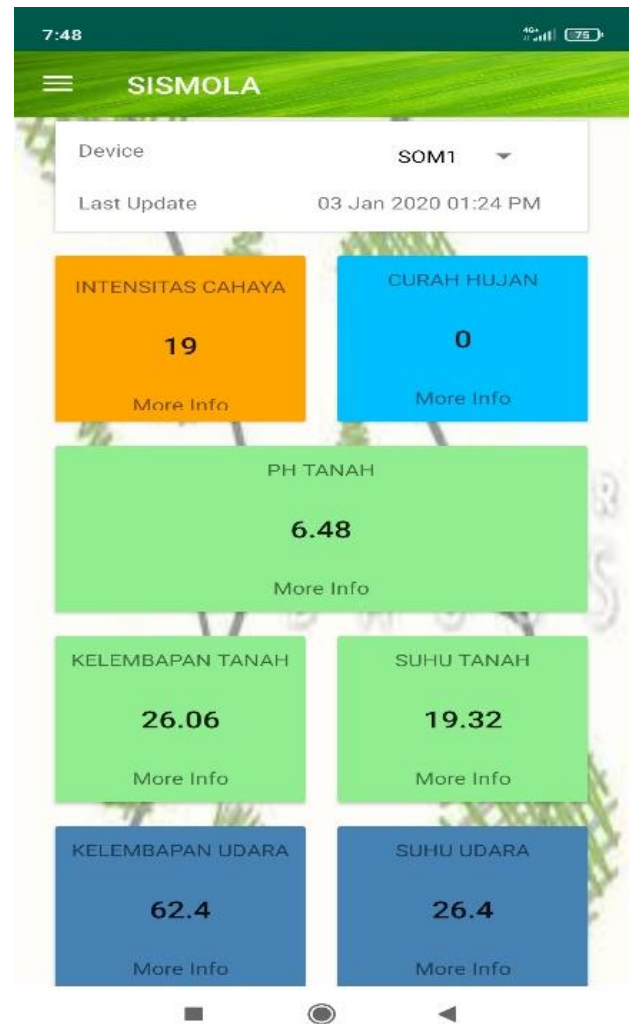 7:48 4G+ 75
SISMOLA
Device SOM1
Last Update 03 Jan 2020 01:24 PM
INTENSITAS CAHAYA
19
More Info
CURAH HUJAN
0
More Info
PH TANAH
6.48
More Info
KELEMBAPAN TANAH
26.06
More Info
SUHU TANAH
19.32
More Info
KELEMBAPAN UDARA
62.4
More Info
SUHU UDARA
26.4
More Info